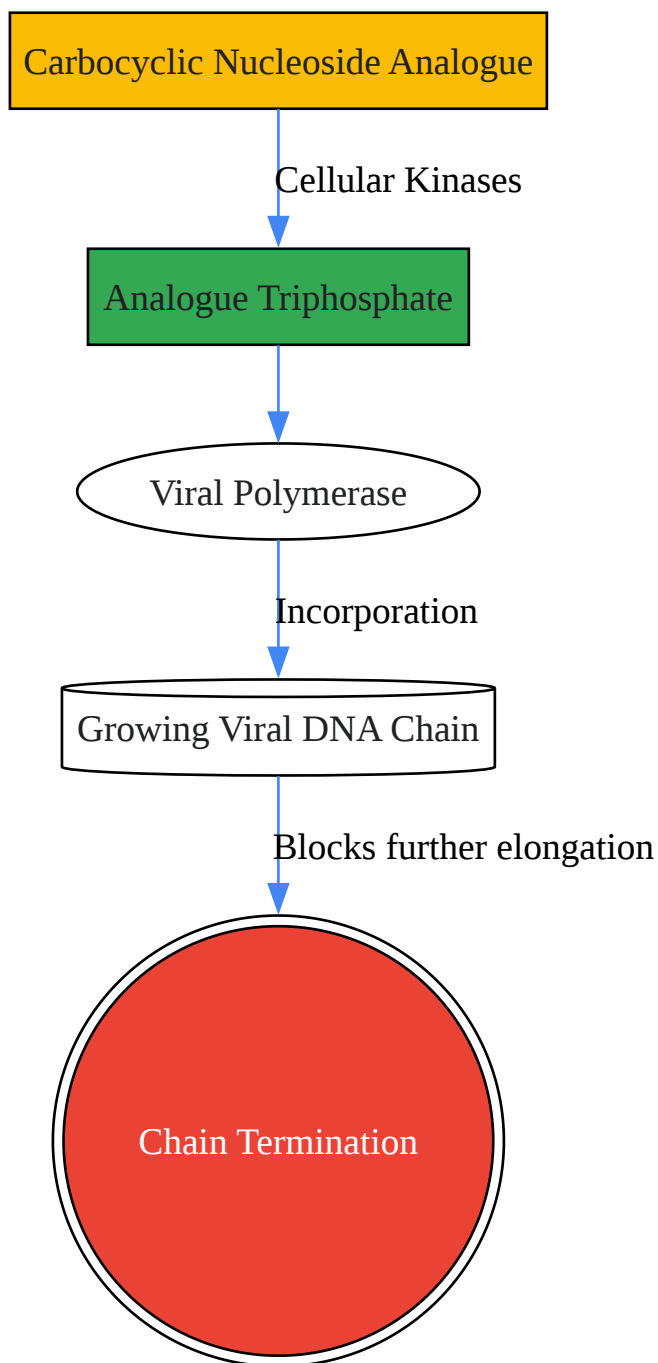 Carbocyclic Nucleoside Analogue
Cellular Kinases
Analogue Triphosphate
Viral Polymerase
Incorporation
Growing Viral DNA Chain
Blocks further elongation
Chain Termination